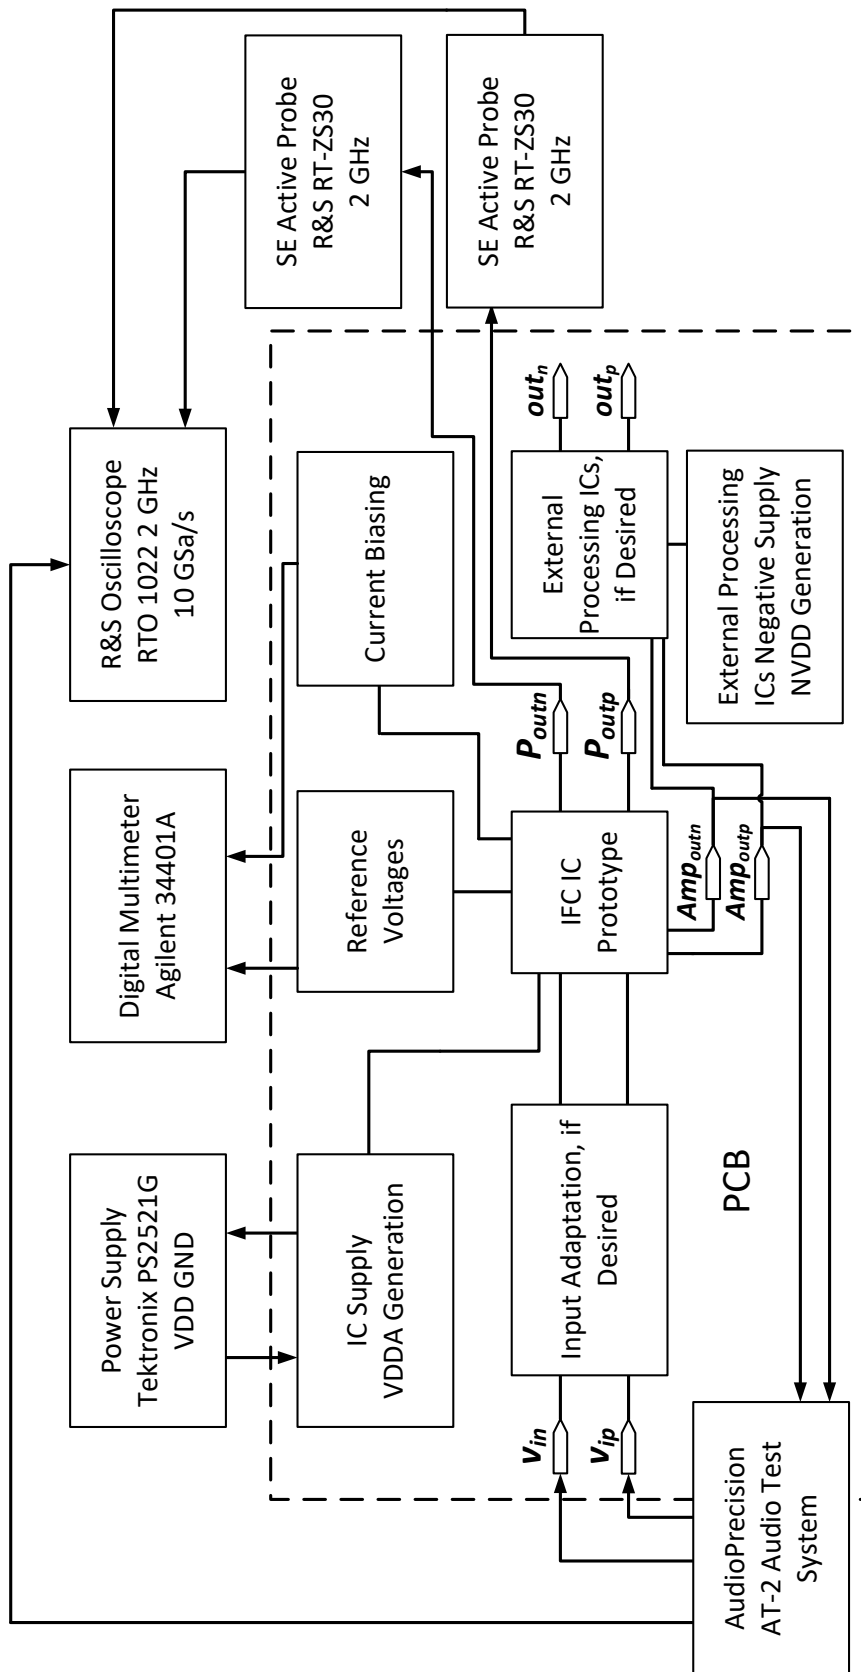 Power Supply
Tektronix PS2521G
VDD GND
Digital Multimeter
Agilent 34401A
R&S Oscilloscope
RTO 1022 2 GHz
10 GSa/s
SE Active Probe
R&S RT-ZS30
2 GHz
SE Active Probe
R&S RT-ZS30
2 GHz
IC Supply
VDDA Generation
Reference
Voltages
Current Biasing
v_in
v_ip
Input Adaptation, if
Desired
IFC IC
Prototype
P_outn
P_outp
External
Processing ICs,
if Desired
out_n
out_p
Amp_outn
Amp_outp
External Processing
ICs Negative Supply
NVDD Generation
PCB
AudioPrecision
AT-2 Audio Test
System